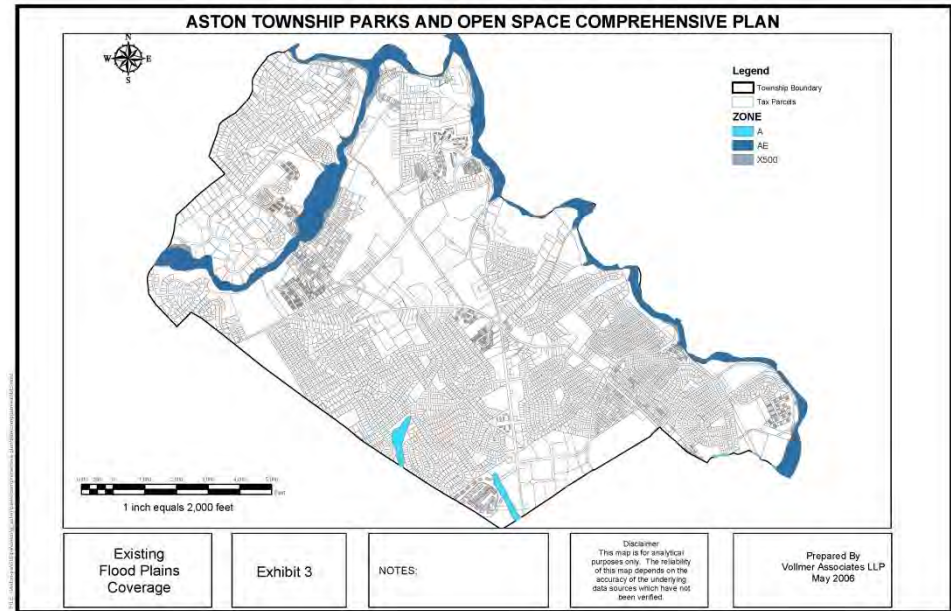 ASTON TOWNSHIP PARKS AND OPEN SPACE COMPREHENSIVE PLAN
N
W E
S
Legend
Township Boundary
Tax Parcels
ZONE
A
AE
X500
Feet
1 inch equals 2,000 feet
Existing
Flood Plains
Coverage
Exhibit 3
NOTES:
Disclaimer
This map is for analytical
purposes only. The reliability
of this map depends on the
accuracy of the underlying
data sources which have not
been verified.
Prepared By
Vollmer Associates LLP
May 2006